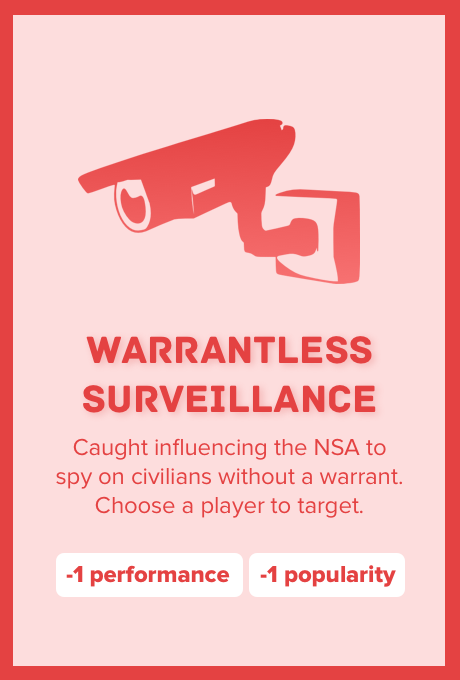 WARRANTLESS
SURVEILLANCE
Caught influencing the NSA to
spy on civilians without a warrant.
Choose a player to target.
-1 performance -1 popularity